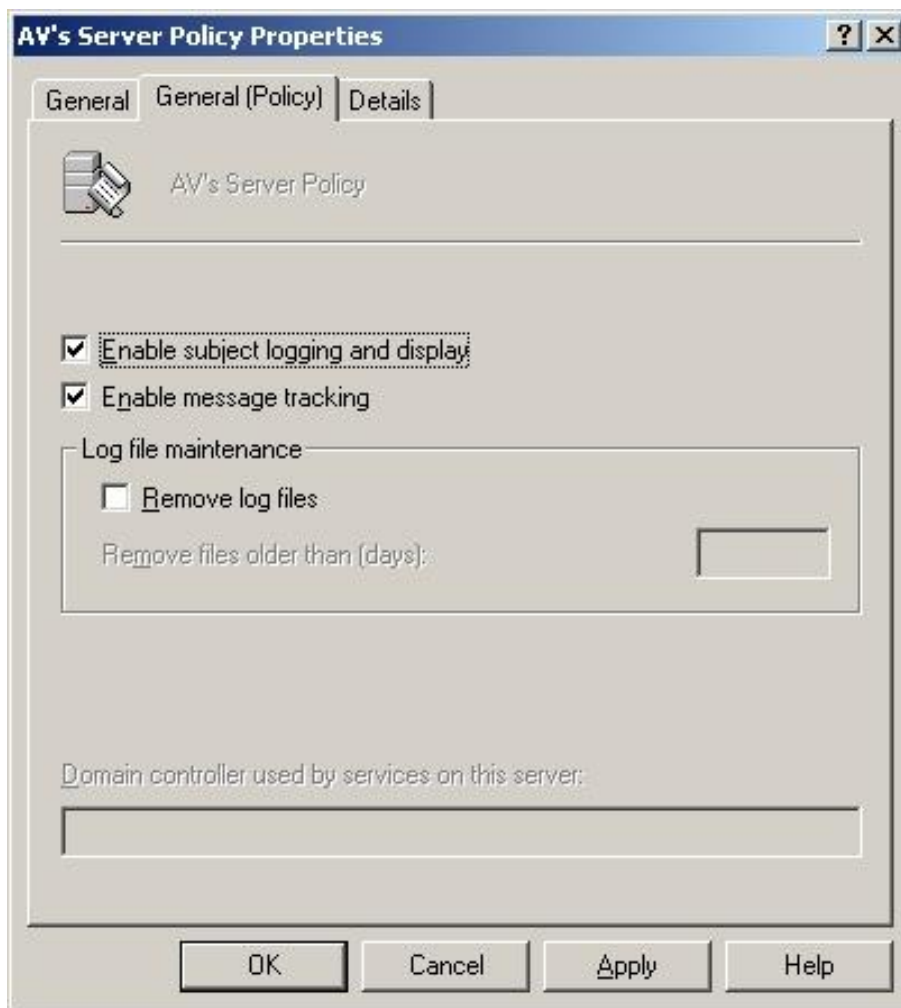 AV's Server Policy Properties
General General (Policy) Details
AV's Server Policy
Enable subject logging and display
Enable message tracking
Log file maintenance
Remove log files
Remove files older than (days):
Domain controller used by services on this server:
OK Cancel Apply Help